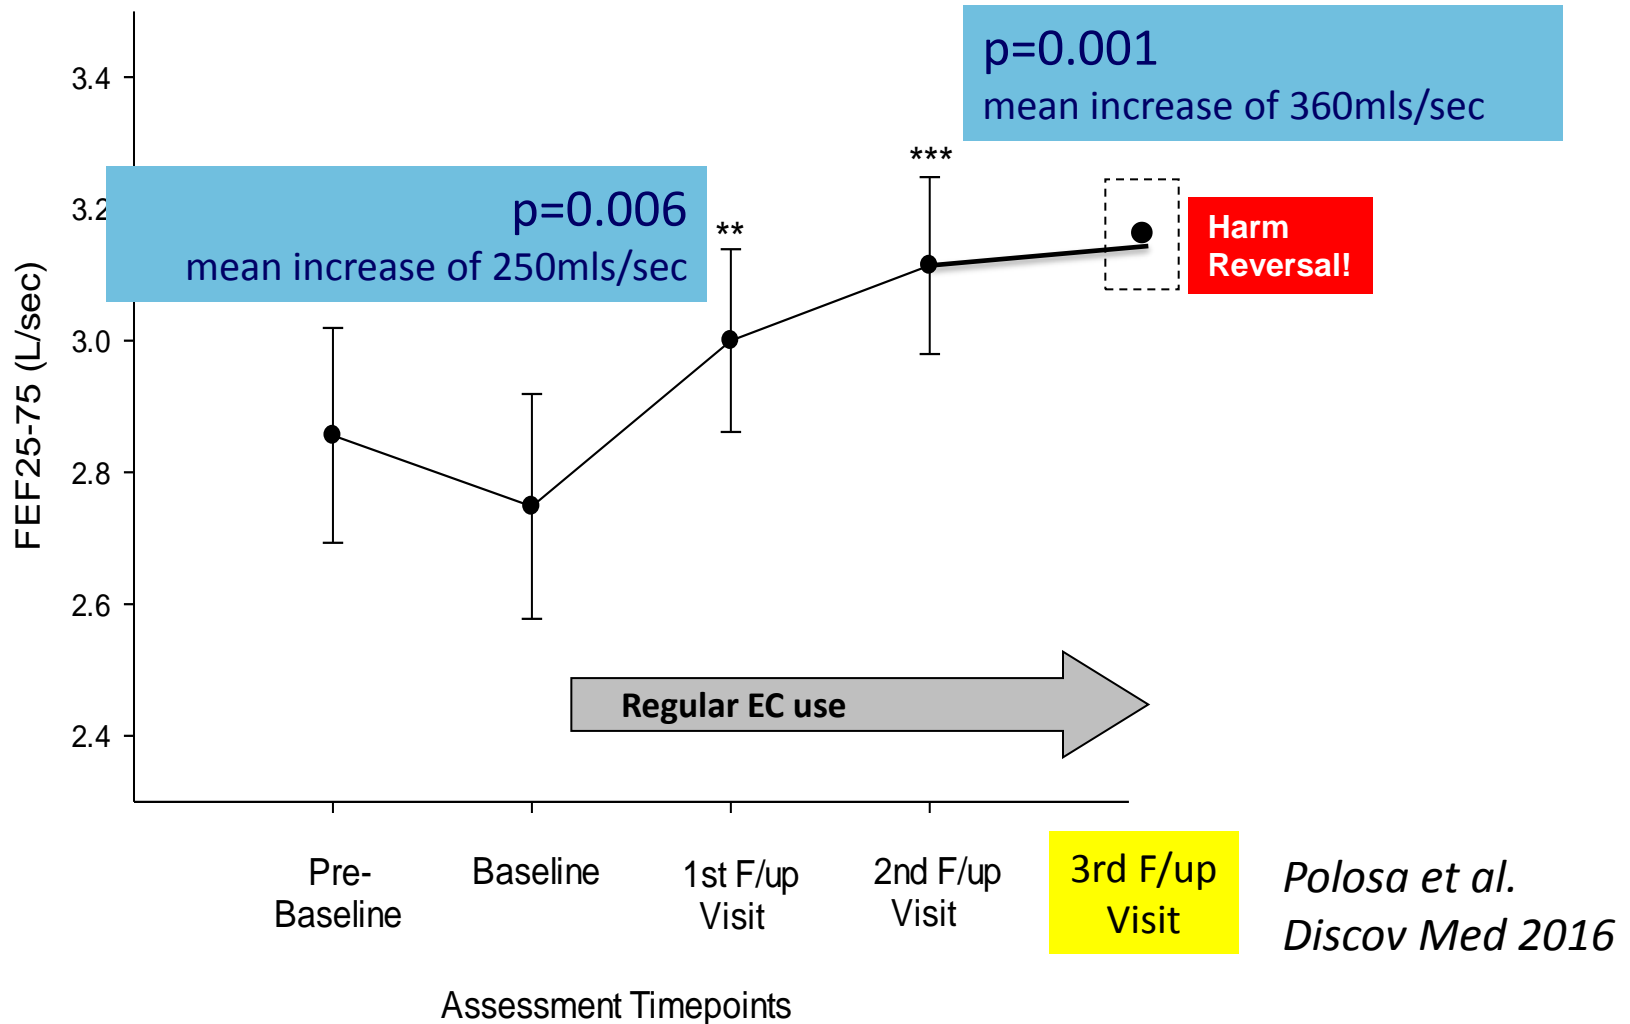 p=0.001
mean increase of 360mls/sec
3.4
***
p=0.006
mean increase of 250mls/sec
**
3.2
Harm
Reversal!
3.0
2.8
2.6
2.4
FEF25-75 (L/sec)
Regular EC use
Pre-
Baseline
Baseline
1st F/up
Visit
2nd F/up
Visit
3rd F/up
Visit
Polosa et al.
Discov Med 2016
Assessment Timepoints